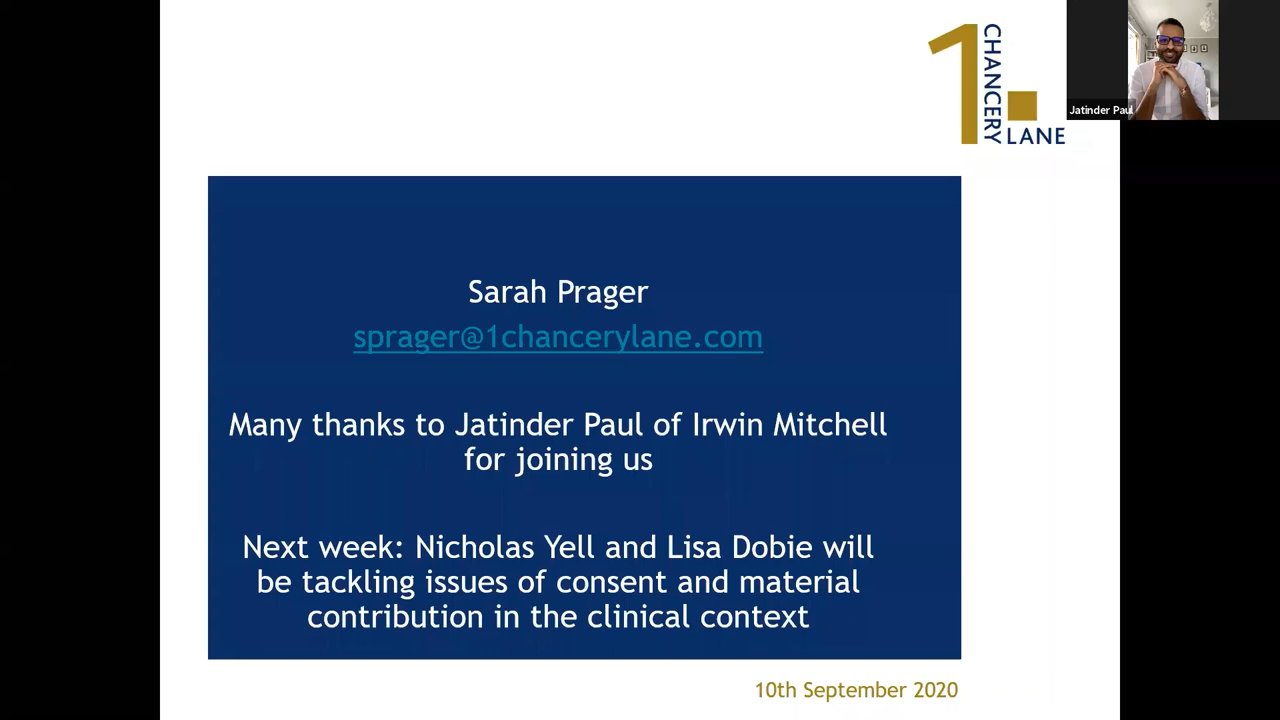 1
CHANCERY
LANE
Jatinder Paul
Sarah Prager
sprager@1chancerylane.com
Many thanks to Jatinder Paul of Irwin Mitchell
for joining us
Next week: Nicholas Yell and Lisa Dobie will
be tackling issues of consent and material
contribution in the clinical context
10th September 2020